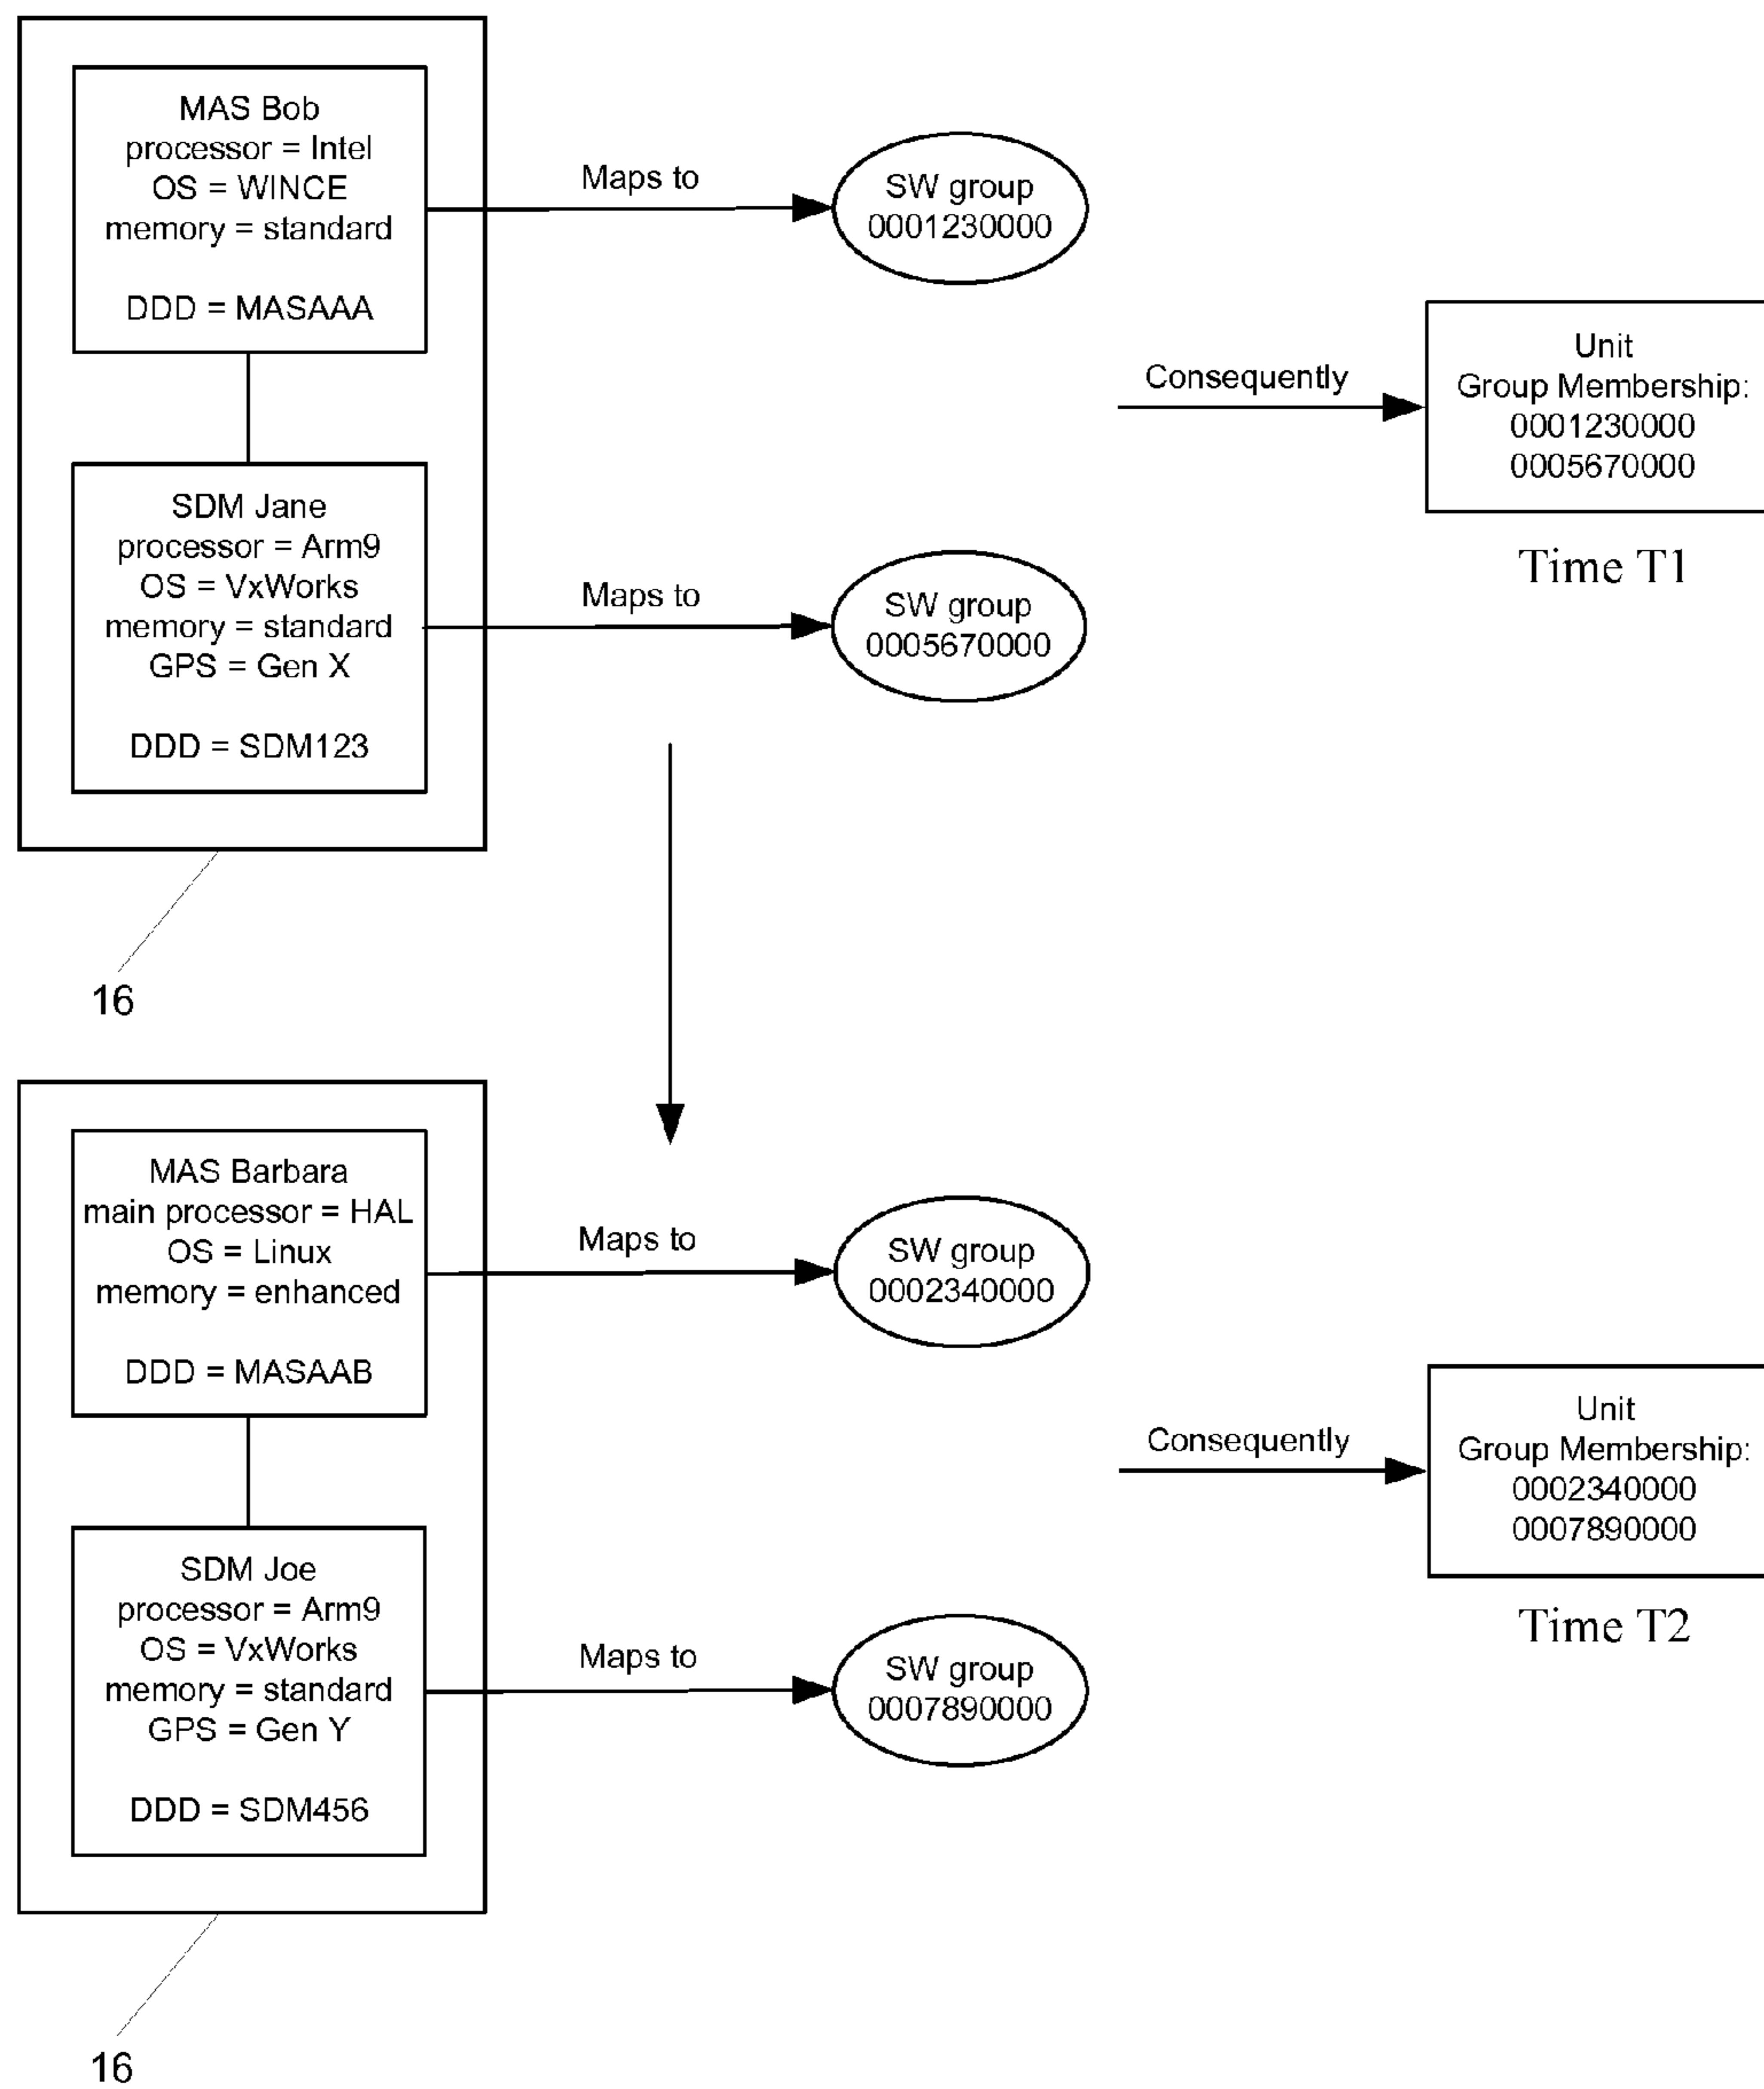 MAS Bob
processor = Intel
OS = WINCE
memory = standard
DDD = MASAAA
Maps to
SW group
0001230000
Consequently
Unit
Group Membership:
0001230000
0005670000
Time T1
SDM Jane
processor = Arm9
OS = VxWorks
memory = standard
GPS = Gen X
DDD = SDM123
Maps to
SW group
0005670000
16
MAS Barbara
main processor = HAL
OS = Linux
memory = enhanced
DDD = MASAAB
Maps to
SW group
0002340000
Consequently
Unit
Group Membership:
0002340000
0007890000
Time T2
SDM Joe
processor = Arm9
OS = VxWorks
memory = standard
GPS = Gen Y
DDD = SDM456
Maps to
SW group
0007890000
16